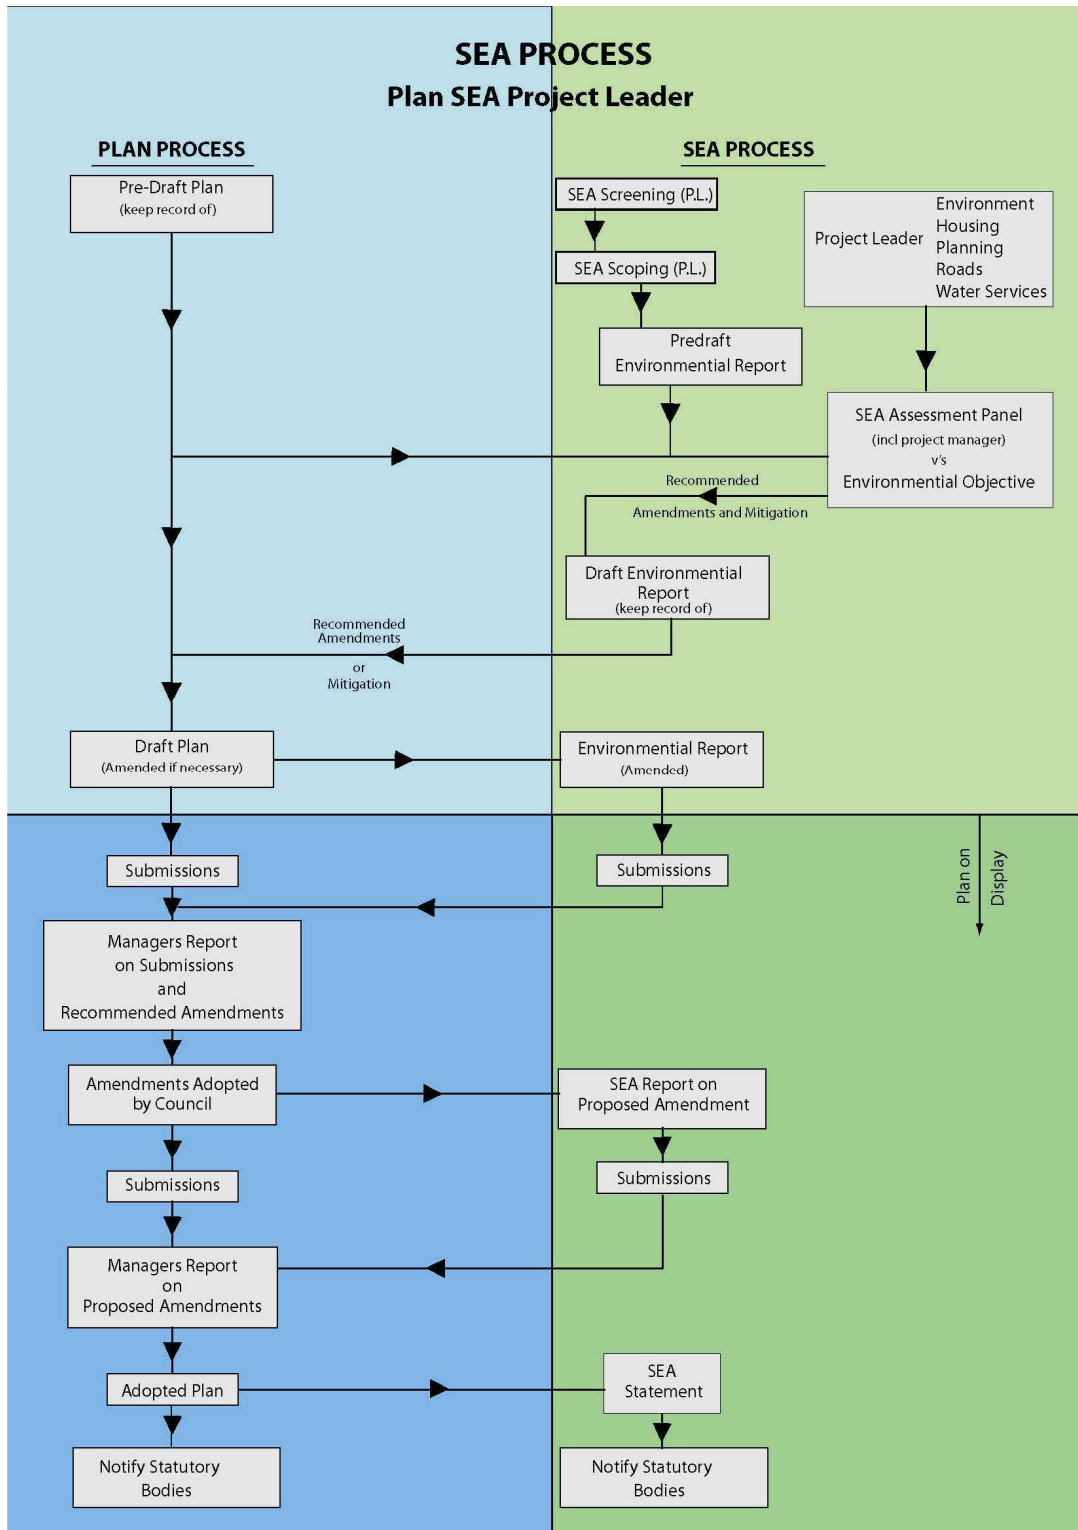 SEA PROCESS
Plan SEA Project Leader
PLAN PROCESS
Pre-Draft Plan
(keep record of)
SEA PROCESS
SEA Screening (P.L.)
SEA Scoping (P.L.)
Project Leader
Environment
Housing
Planning
Roads
Water Services
Predraft
Environmential Report
SEA Assessment Panel
(incl project manager)
v's
Environmential Objective
Recommended
Amendments and Mitigation
Draft Environmential
Report
(keep record of)
Recommended
Amendments
or
Mitigation
Draft Plan
(Amended if necessary)
Environmential Report
(Amended)
Submissions
Submissions
Plan on
Display
Managers Report
on Submissions
and
Recommended Amendments
Amendments Adopted
by Council
SEA Report on
Proposed Amendment
Submissions
Submissions
Managers Report
on
Proposed Amendments
Adopted Plan
SEA
Statement
Notify Statutory
Bodies
Notify Statutory
Bodies